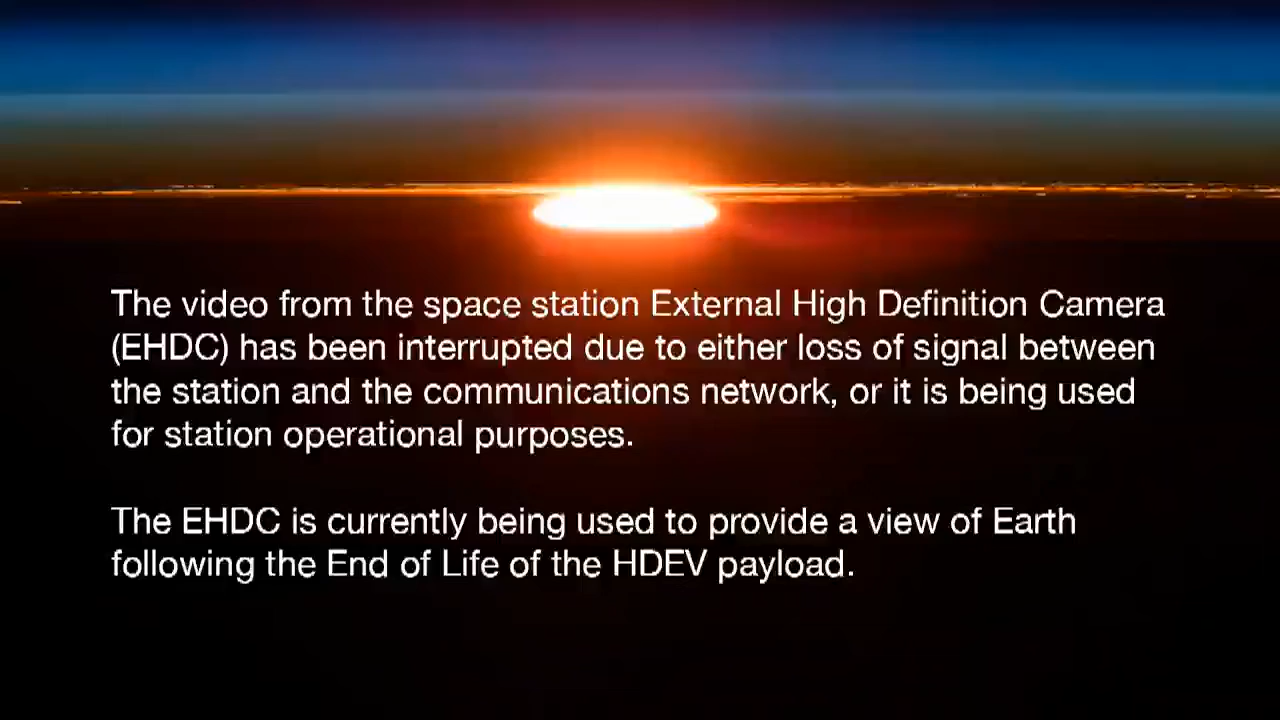 The video from the space station External High Definition Camera
(EHDC) has been interrupted due to either loss of signal between
the station and the communications network, or it is being used
for station operational purposes.
The EHDC is currently being used to provide a view of Earth
following the End of Life of the HDEV payload.